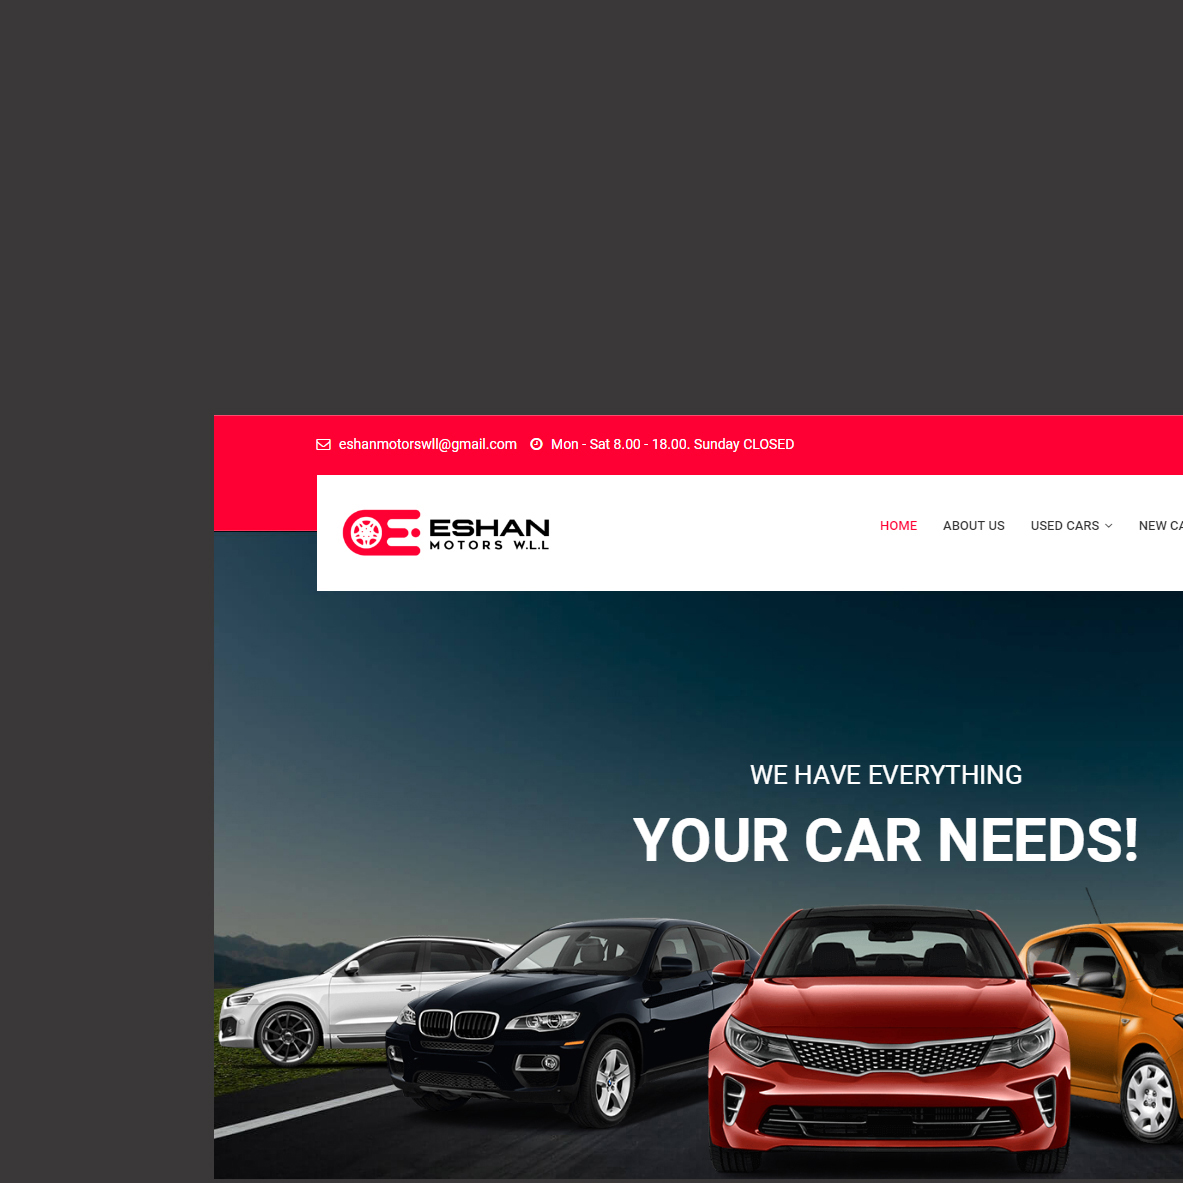 eshanmotorswll@gmail.com Mon - Sat 8.00 - 18.00. Sunday CLOSED
ESHAN
MOTORS W.L.L
HOME ABOUT US USED CARS NEW CA
WE HAVE EVERYTHING
YOUR CAR NEEDS!